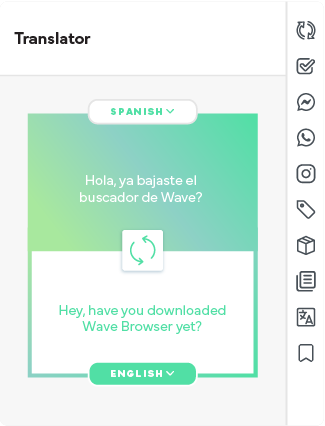 Translator
SPANISH
Hola, ya bajaste el
buscador de Wave?
Hey, have you downloaded
Wave Browser yet?
ENGLISH